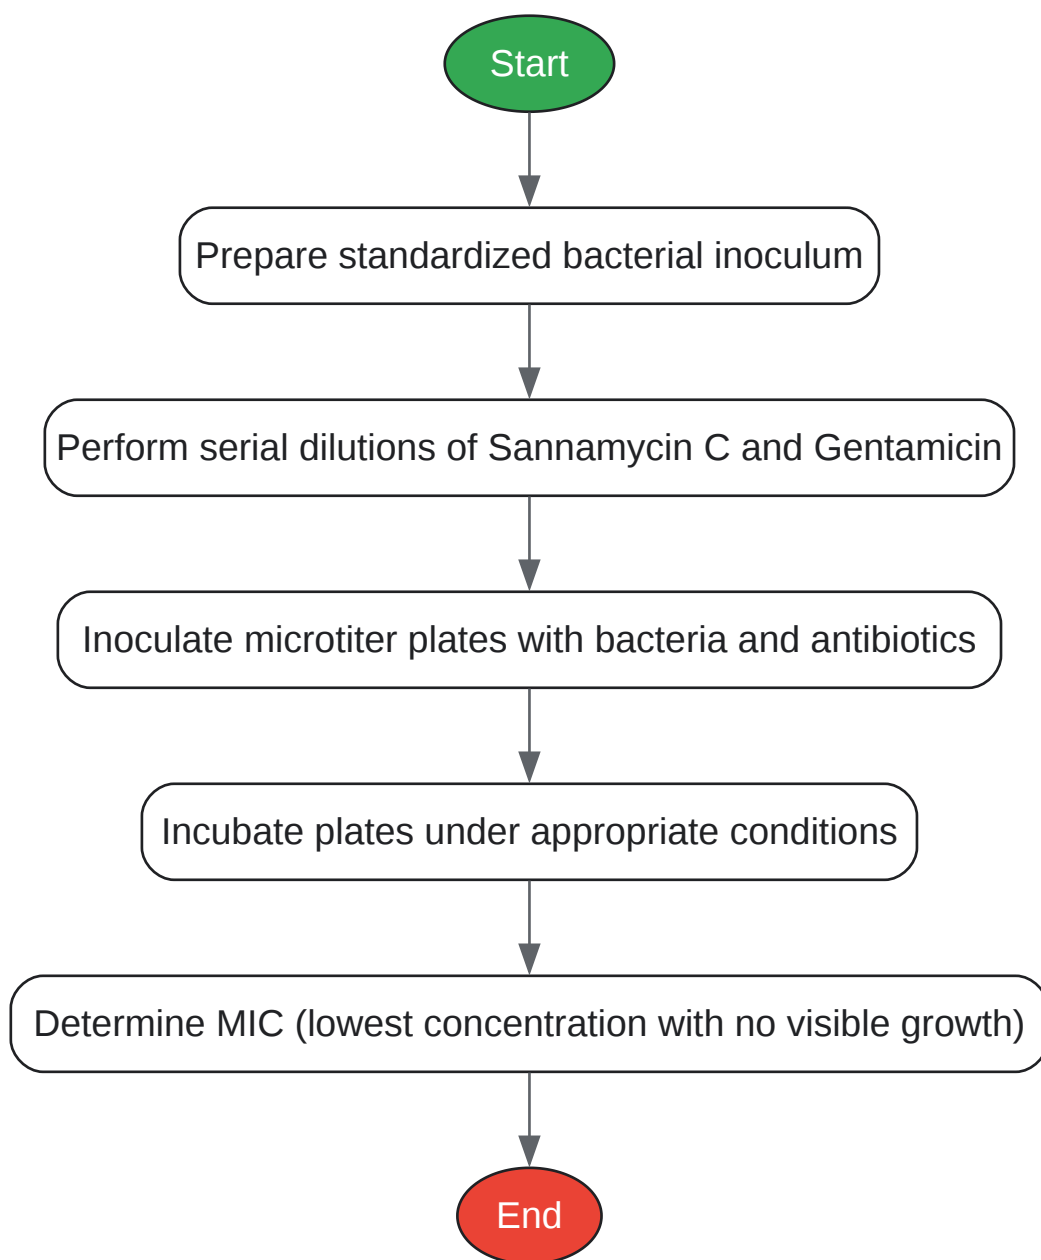 Start
Prepare standardized bacterial inoculum
Perform serial dilutions of Sannamycin C and Gentamicin
Inoculate microtiter plates with bacteria and antibiotics
Incubate plates under appropriate conditions
Determine MIC (lowest concentration with no visible growth)
End